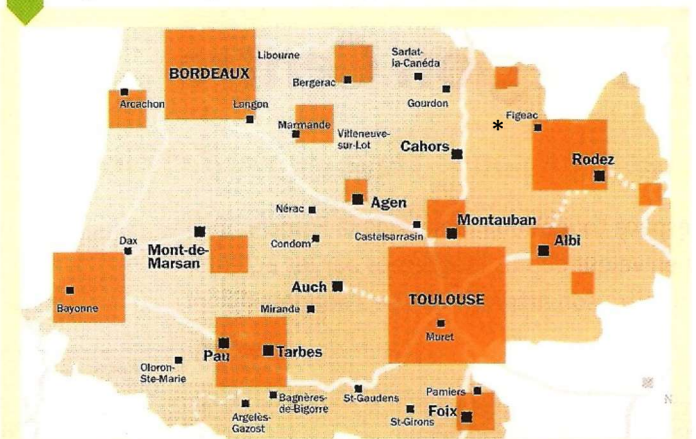 Libourne
BORDEAUX
Sarlat-
la-Canéda
Bergerac
Arcachon
Langon
Gourdon
Figeac
*
Marmande
Villeneuve-
sur-Lot
Cahors
Rodez
Agen
Nérac
Montauban
Castelsarrasin
Condom
Albi
Dax
Mont-de-
Marsan
Auch
TOULOUSE
Bayonne
Mirande
Muret
Pau
Tarbes
Oloron-
Ste-Marie
Bagnères-
de-Bigorre
St-Gaudens
Pamiers
Argelès-
Gazost
St-Girons
Foix
N